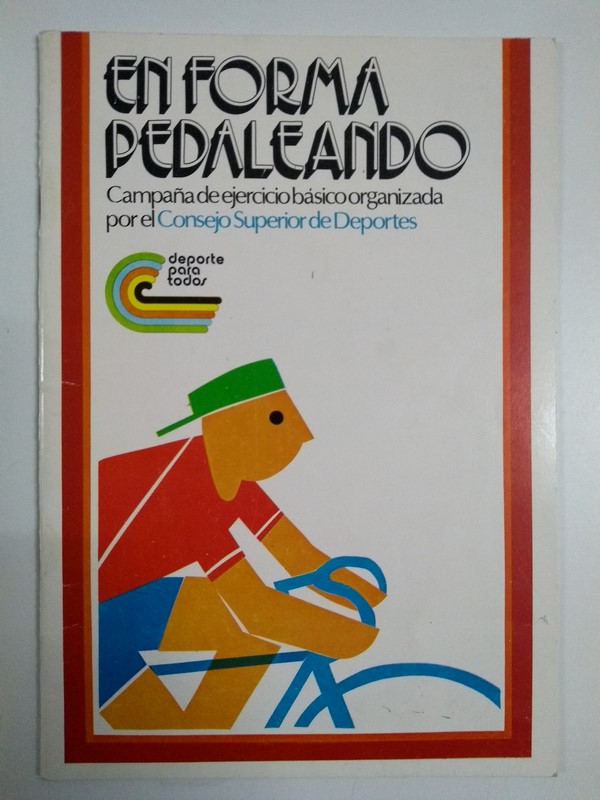 EN FORMA
PEDALEANDO
Campaña de ejercicio básico organizada
por el Consejo Superior de Deportes
deporte
para
todos